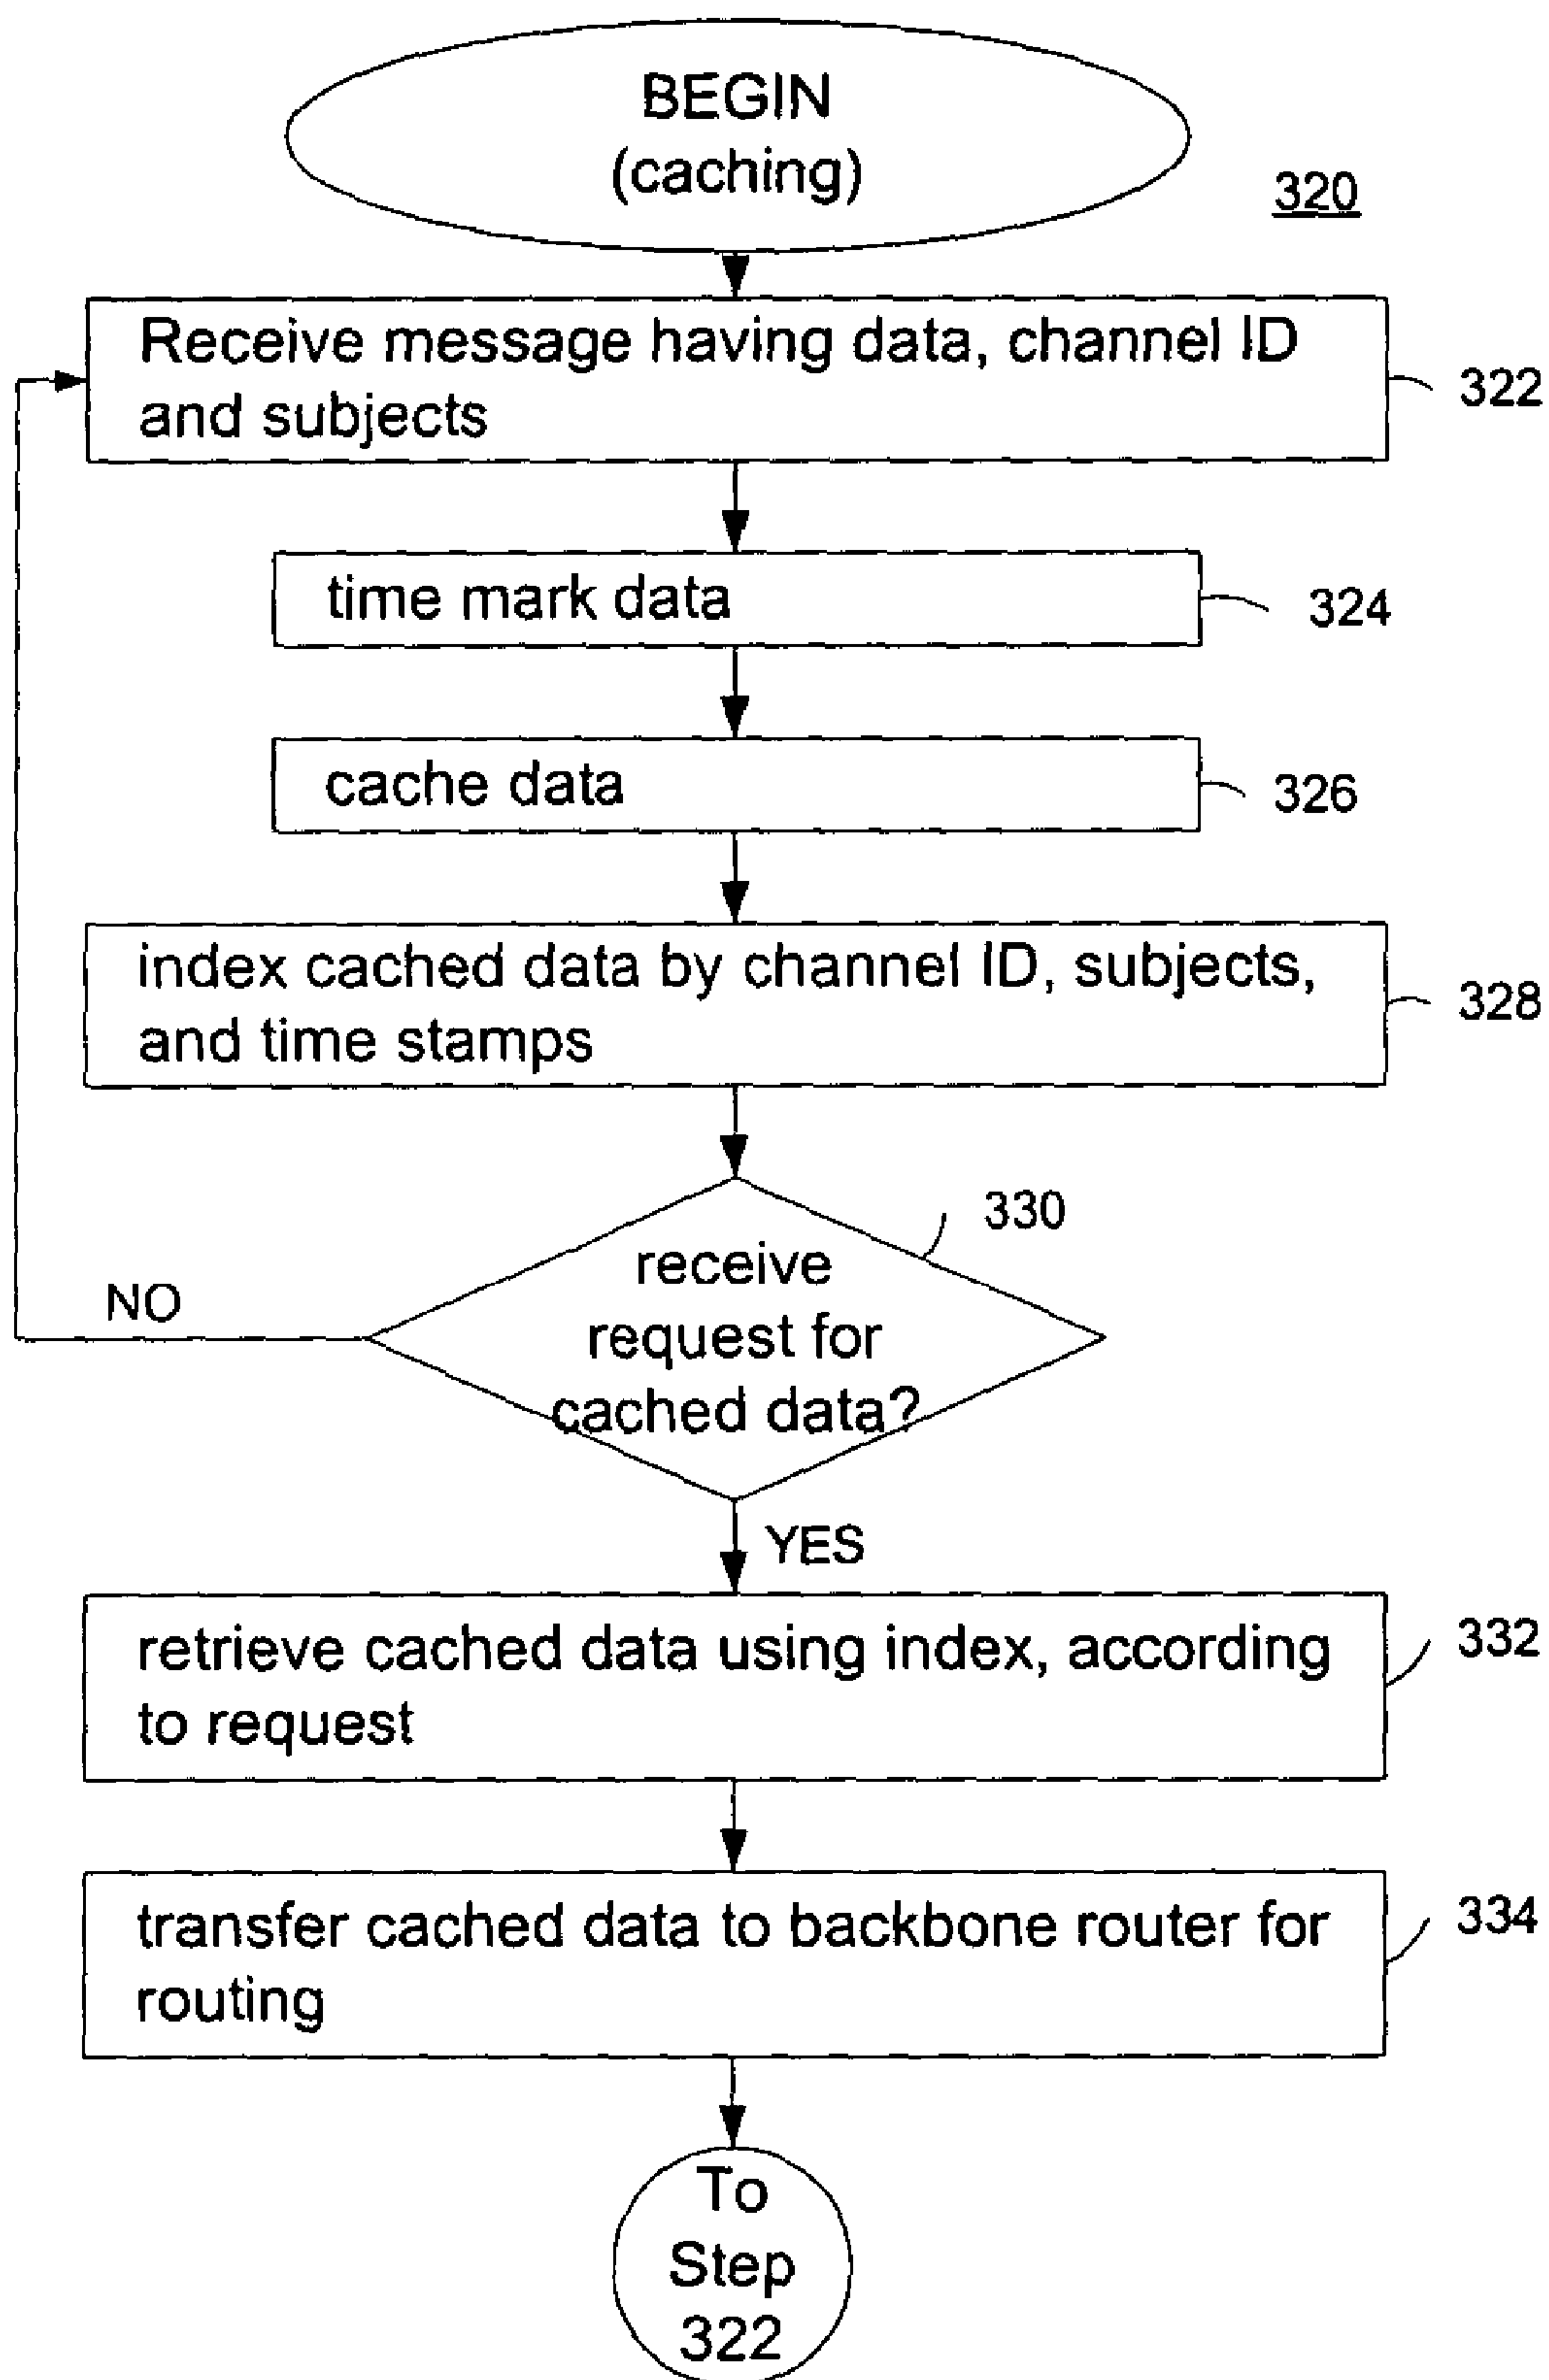 BEGIN
(caching)
320
Receive message having data, channel ID
and subjects
322
time mark data
324
cache data
326
index cached data by channel ID, subjects,
and time stamps
328
330
receive
request for
cached data?
NO
YES
retrieve cached data using index, according
to request
332
transfer cached data to backbone router for
routing
334
To
Step
322